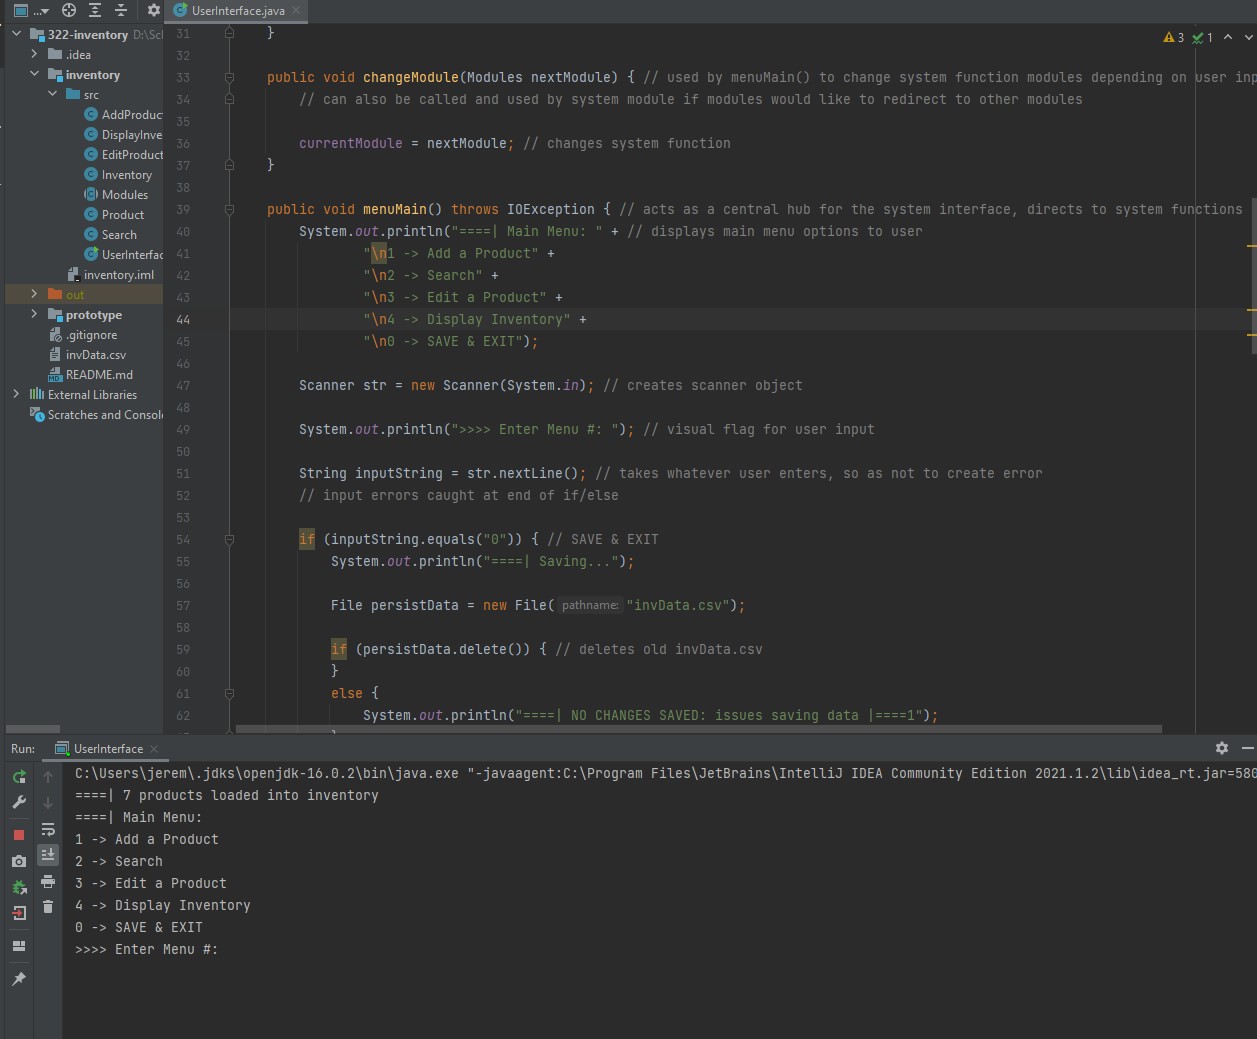 ...
UserInterface.java
322-inventory D:\Scl
.idea
inventory
src
AddProduc
DisplayInve
EditProduct
Inventory
Modules
Product
Search
UserInterfac
inventory.iml
out
prototype
.gitignore
invData.csv
README.md
External Libraries
Scratches and Consol
3 1
31 }
32
33 public void changeModule(Modules nextModule) { // used by menuMain() to change system function modules depending on user inp
34 // can also be called and used by system module if modules would like to redirect to other modules
35
36 currentModule = nextModule; // changes system function
37 }
38
39 public void menuMain() throws IOException { // acts as a central hub for the system interface, directs to system functions
40 System.out.println("====| Main Menu: " + // displays main menu options to user
41 "\n1 -> Add a Product" +
42 "\n2 -> Search" +
43 "\n3 -> Edit a Product" +
44 "\n4 -> Display Inventory" +
45 "\n0 -> SAVE & EXIT");
46
47 Scanner str = new Scanner(System.in); // creates scanner object
48
49 System.out.println(">>>> Enter Menu #: "); // visual flag for user input
50
51 String inputString = str.nextLine(); // takes whatever user enters, so as not to create error
52 // input errors caught at end of if/else
53
54 if (inputString.equals("0")) { // SAVE & EXIT
55 System.out.println("====| Saving...");
56
57 File persistData = new File( pathname: "invData.csv");
58
59 if (persistData.delete()) { // deletes old invData.csv
60 }
61 else {
62 System.out.println("====| NO CHANGES SAVED: issues saving data |====1");
Run: UserInterface
C:\Users\jerem\.jdks\openjdk-16.0.2\bin\java.exe "-javaagent:C:\Program Files\JetBrains\IntelliJ IDEA Community Edition 2021.1.2\lib\idea_rt.jar=580
====| 7 products loaded into inventory
====| Main Menu:
1 -> Add a Product
2 -> Search
3 -> Edit a Product
4 -> Display Inventory
0 -> SAVE & EXIT
>>>> Enter Menu #: